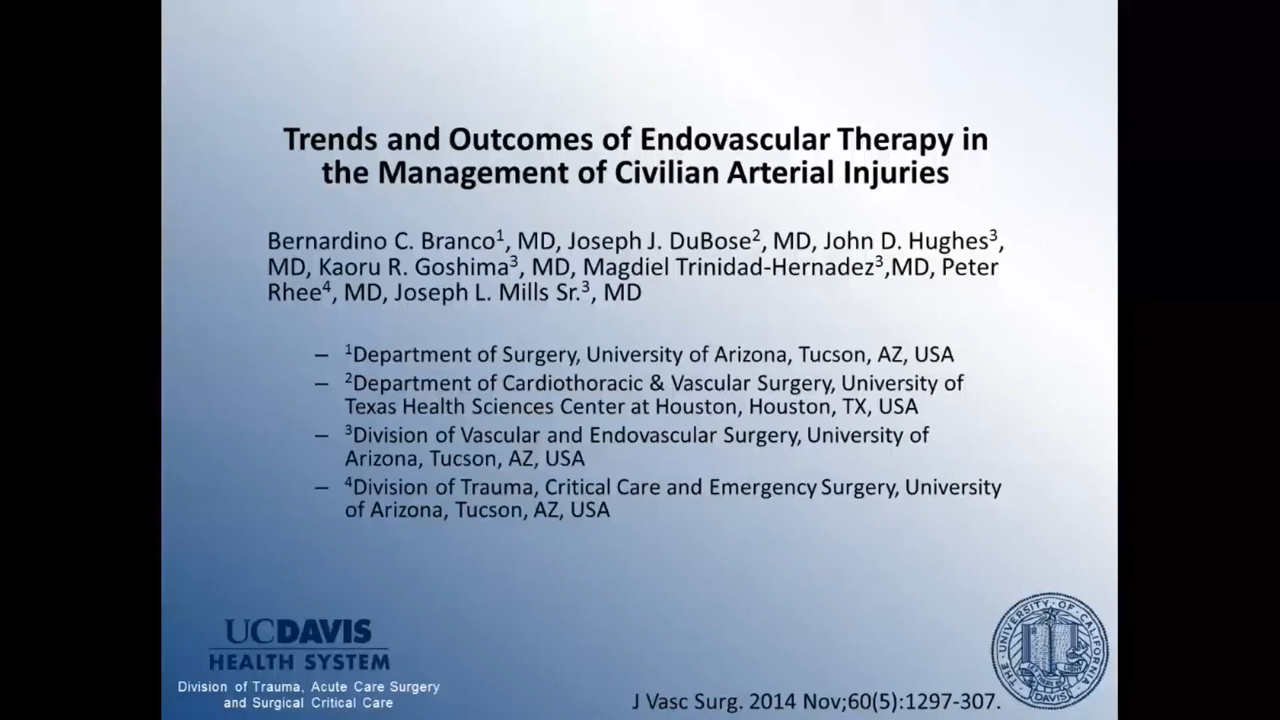 Trends and Outcomes of Endovascular Therapy in
the Management of Civilian Arterial Injuries
Bernardino C. Branco¹, MD, Joseph J. DuBose², MD, John D. Hughes³,
MD, Kaoru R. Goshima³, MD, Magdiel Trinidad-Hernadez³,MD, Peter
Rhee⁴, MD, Joseph L. Mills Sr.³, MD
– ¹Department of Surgery, University of Arizona, Tucson, AZ, USA
– ²Department of Cardiothoracic & Vascular Surgery, University of
Texas Health Sciences Center at Houston, Houston, TX, USA
– ³Division of Vascular and Endovascular Surgery, University of
Arizona, Tucson, AZ, USA
– ⁴Division of Trauma, Critical Care and Emergency Surgery, University
of Arizona, Tucson, AZ, USA
UCDAVIS
HEALTH SYSTEM
Division of Trauma, Acute Care Surgery
and Surgical Critical Care
THE UNIVERSITY OF CALIFORNIA
DAVIS
J Vasc Surg. 2014 Nov;60(5):1297-307.